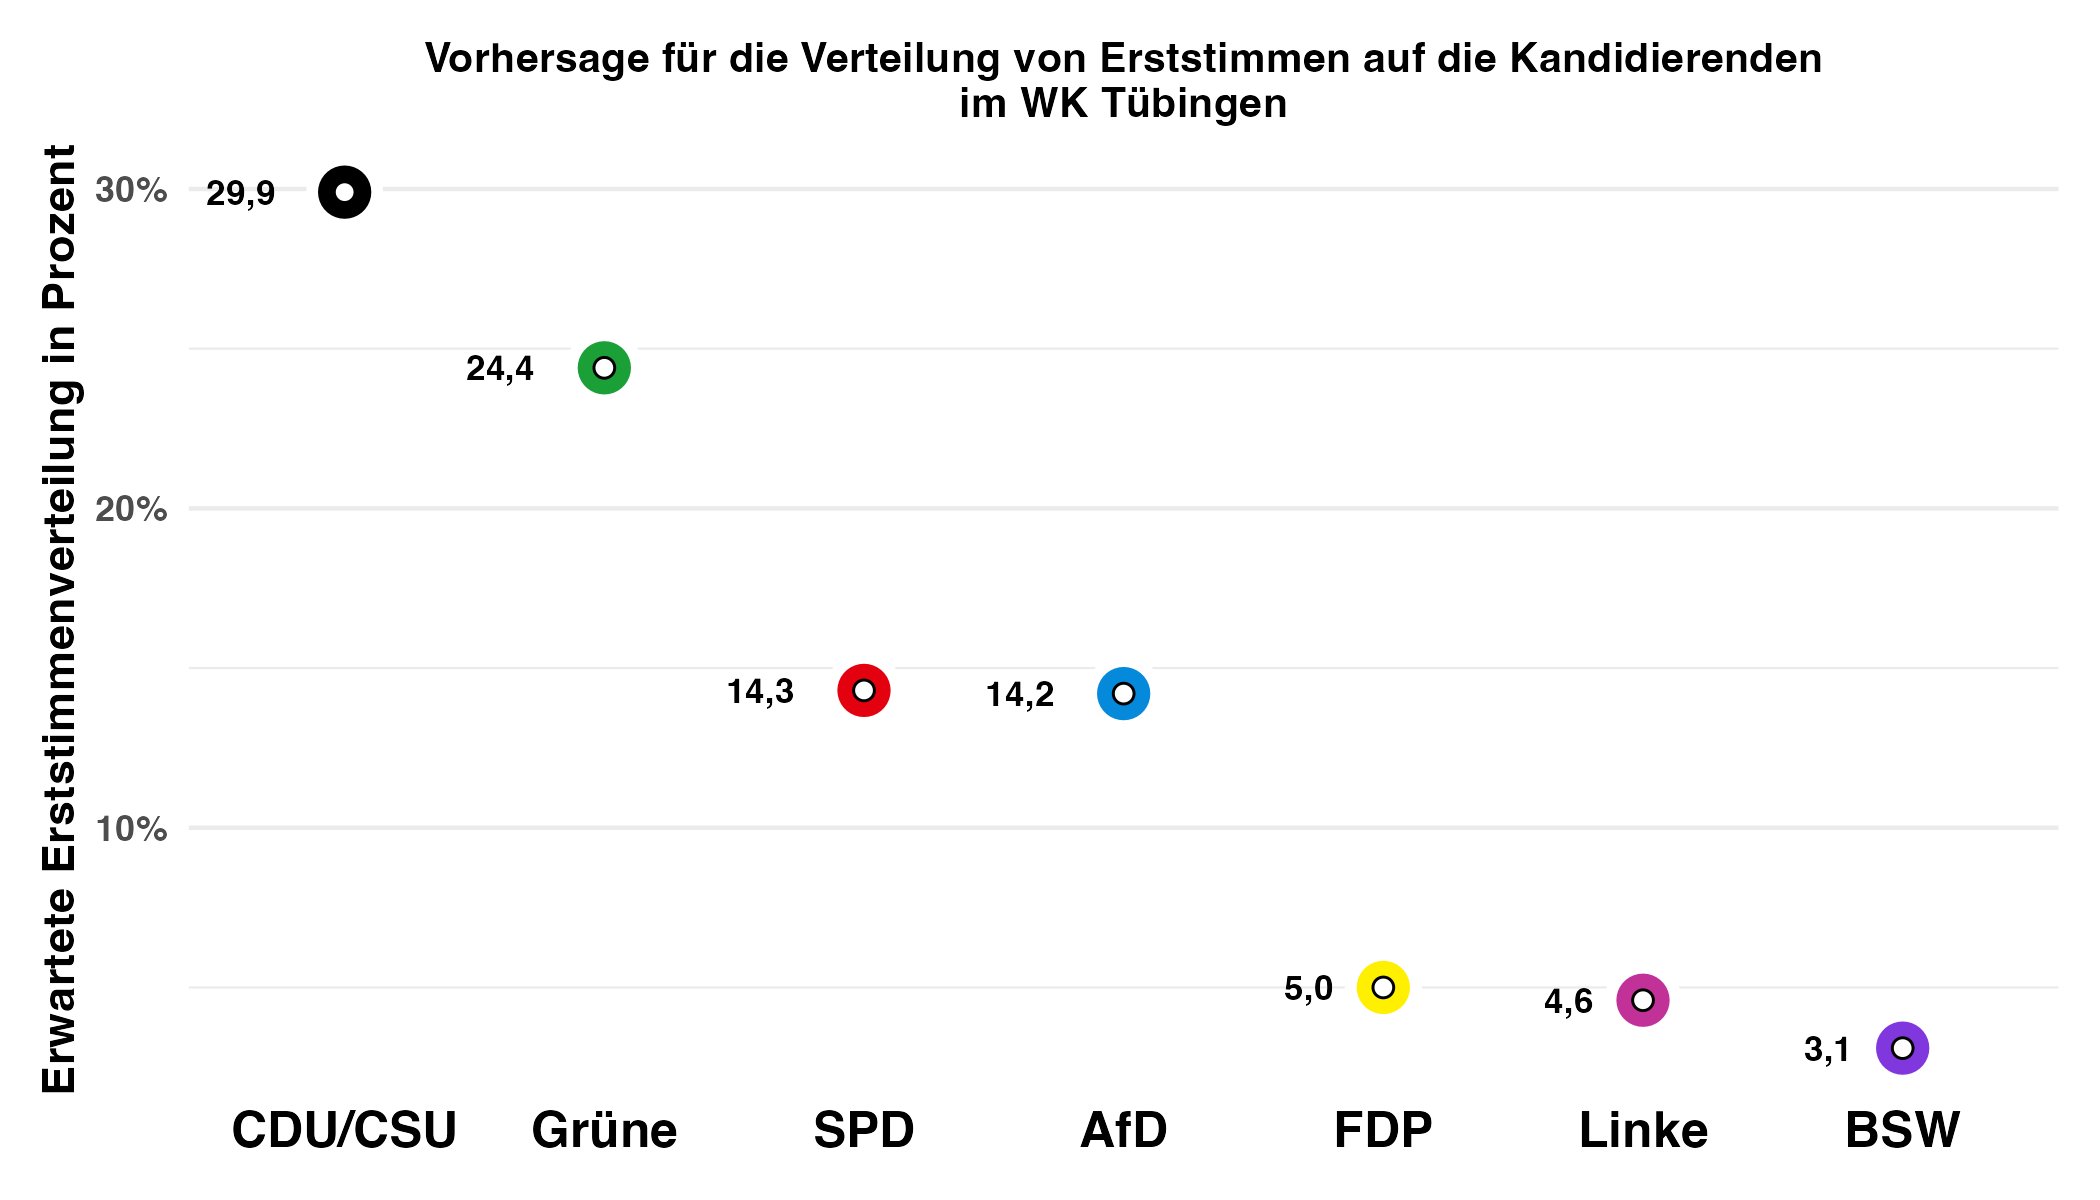 Vorhersage für die Verteilung von Erststimmen auf die Kandidierenden
im WK Tübingen
Erwartete Erststimmenverteilung in Prozent
30%
20%
10%
29,9
24,4
14,3
14,2
5,0
4,6
3,1
CDU/CSU
Grüne
SPD
AfD
FDP
Linke
BSW